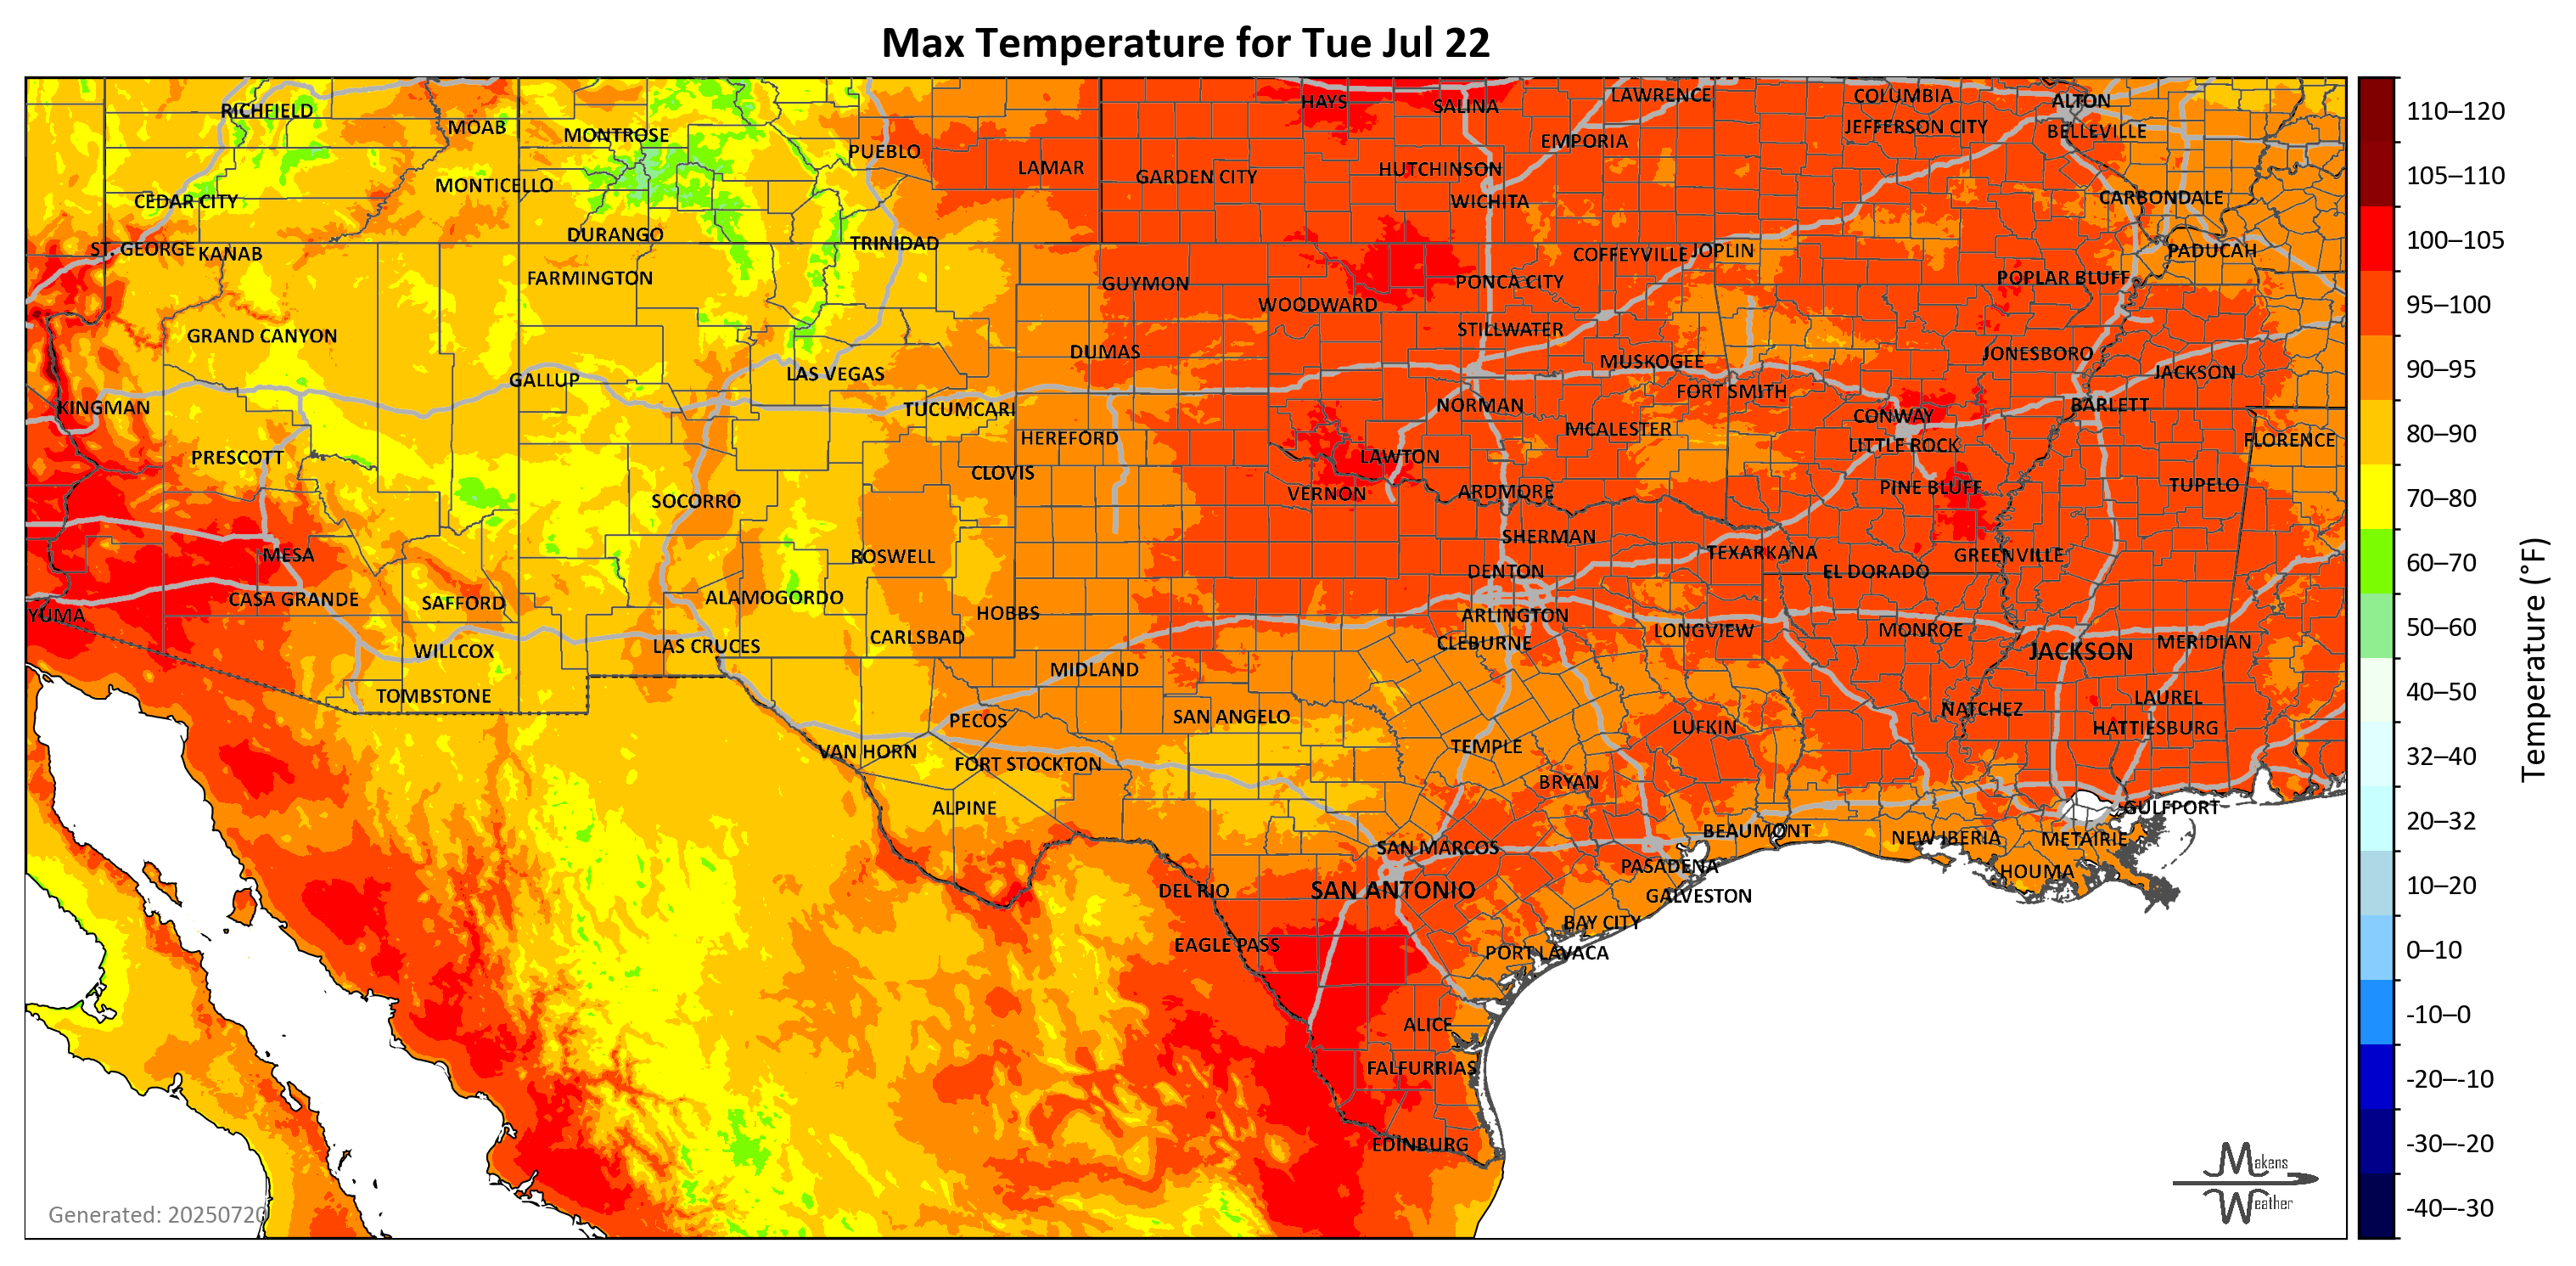 Max Temperature for Tue Jul 22
RICHFIELD
MOAB
MONTROSE
PUEBLO
LAMAR
HAYS
SALINA
LAWRENCE
COLUMBIA
ALTON
EMPORIA
JEFFERSON CITY
BELLEVILLE
GARDEN CITY
HUTCHINSON
MONTICELLO
CEDAR CITY
WICHITA
CARBONDALE
DURANGO
TRINIDAD
ST. GEORGE
KANAB
COFFEYVILLE
JOPLIN
PADUCAH
FARMINGTON
GUYMON
PONCA CITY
POPLAR BLUFF
WOODWARD
GRAND CANYON
STILLWATER
DUMAS
MUSKOGEE
JONESBORO
GALLUP
LAS VEGAS
JACKSON
FORT SMITH
KINGMAN
TUCUMCARI
NORMAN
CONWAY
BARLETT
HEREFORD
MCALESTER
LITTLE ROCK
FLORENCE
PRESCOTT
CLOVIS
LAWTON
SOCORRO
VERNON
ARDMORE
PINE BLUFF
TUPELO
MESA
ROSWELL
SHERMAN
TEXARKANA
GREENVILLE
DENTON
EL DORADO
YUMA
CASA GRANDE
SAFFORD
ALAMOGORDO
HOBBS
ARLINGTON
WILLCOX
LAS CRUCES
CARLSBAD
CLEBURNE
LONGVIEW
MONROE
JACKSON
MERIDIAN
TOMBSTONE
MIDLAND
PECOS
SAN ANGELO
LUFKIN
NATCHEZ
LAUREL
HATTIESBURG
VAN HORN
FORT STOCKTON
TEMPLE
BRYAN
ALPINE
GULFPORT
SAN MARCOS
BEAUMONT
NEW IBERIA
METAIRIE
DEL RIO
SAN ANTONIO
PASADENA
GALVESTON
HOUMA
EAGLE PASS
BAY CITY
PORT LAVACA
ALICE
FALFURRIAS
EDINBURG
Generated: 20250720
Makens
Weather
110–120
105–110
100–105
95–100
90–95
80–90
70–80
60–70
50–60
40–50
32–40
20–32
10–20
0–10
-10–0
-20–-10
-30–-20
-40–-30
Temperature (°F)